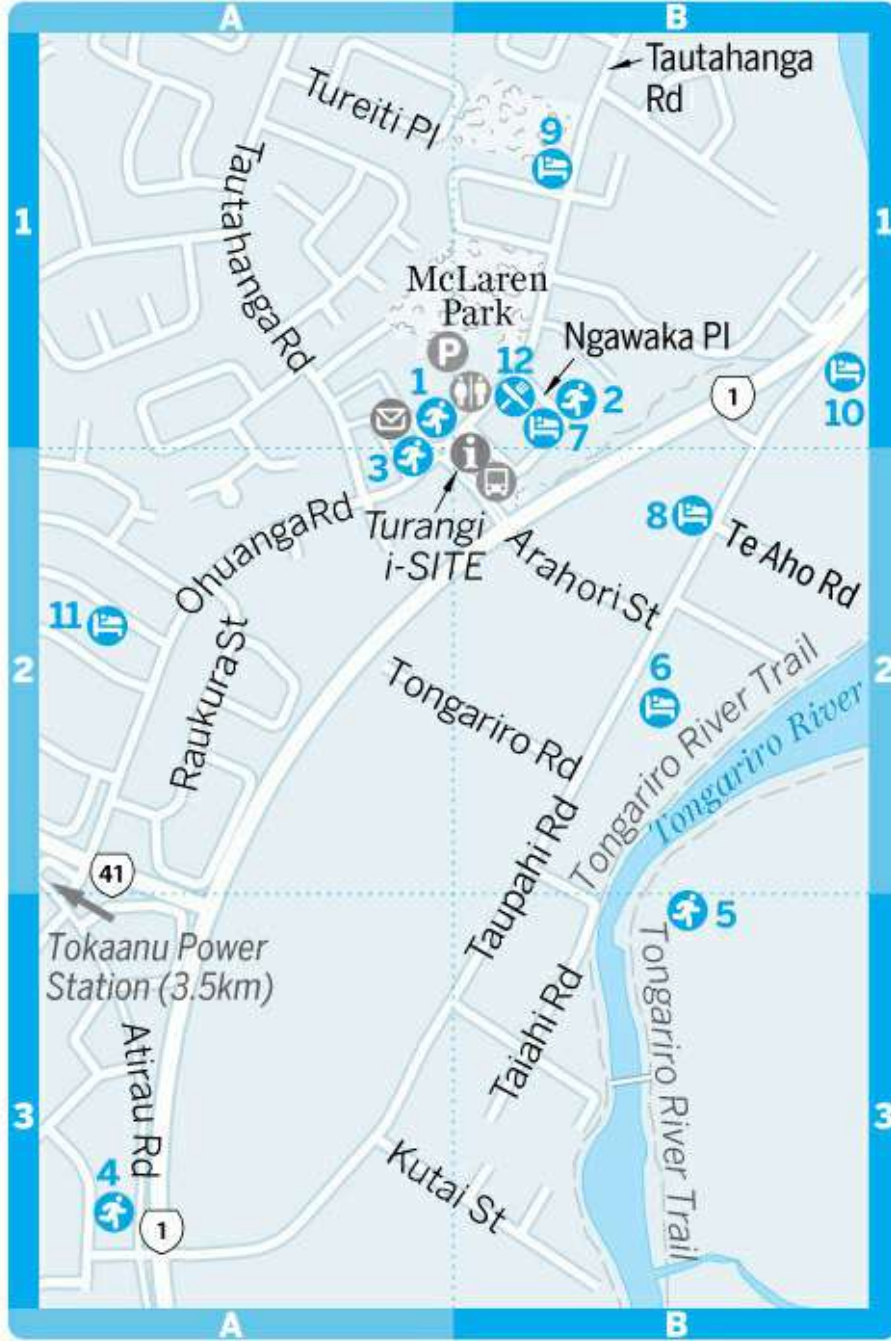 A
B
Tautahanga
Rd
Tureiti Pl
9
Tautahanga Rd
1
1
McLaren
Park
P
Ngawaka Pl
12
1
2
7
1
10
3
i
Turangi
i-SITE
8
Te Aho Rd
Arahori St
Ohuanga Rd
11
2
2
Raukura St
6
Tongariro Rd
Tongariro River Trail
Tongariro River
Taupahi Rd
41
5
Tokaanu Power
Station (3.5km)
Taiahi Rd
Tongariro River Trail
Atirau Rd
3
3
Kutai St
4
1
A
B